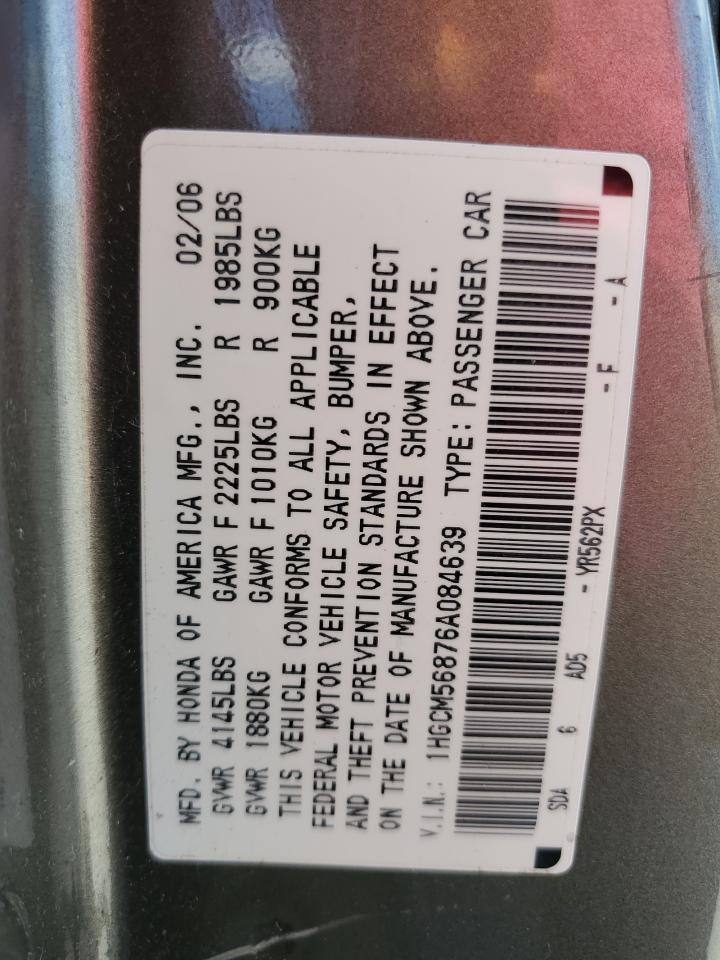 MFD. BY HONDA OF AMERICA MFG., INC. 02/06
GVWR 4145LBS GAWR F 2225LBS R 1985LBS
GVWR 1880KG GAWR F 1010KG R 900KG
THIS VEHICLE CONFORMS TO ALL APPLICABLE
FEDERAL MOTOR VEHICLE SAFETY, BUMPER,
AND THEFT PREVENTION STANDARDS IN EFFECT
ON THE DATE OF MANUFACTURE SHOWN ABOVE.
V.I.N.: 1HGCM56876A084639 TYPE: PASSENGER CAR
SDA 6 AD5 - YR562PX - F - A